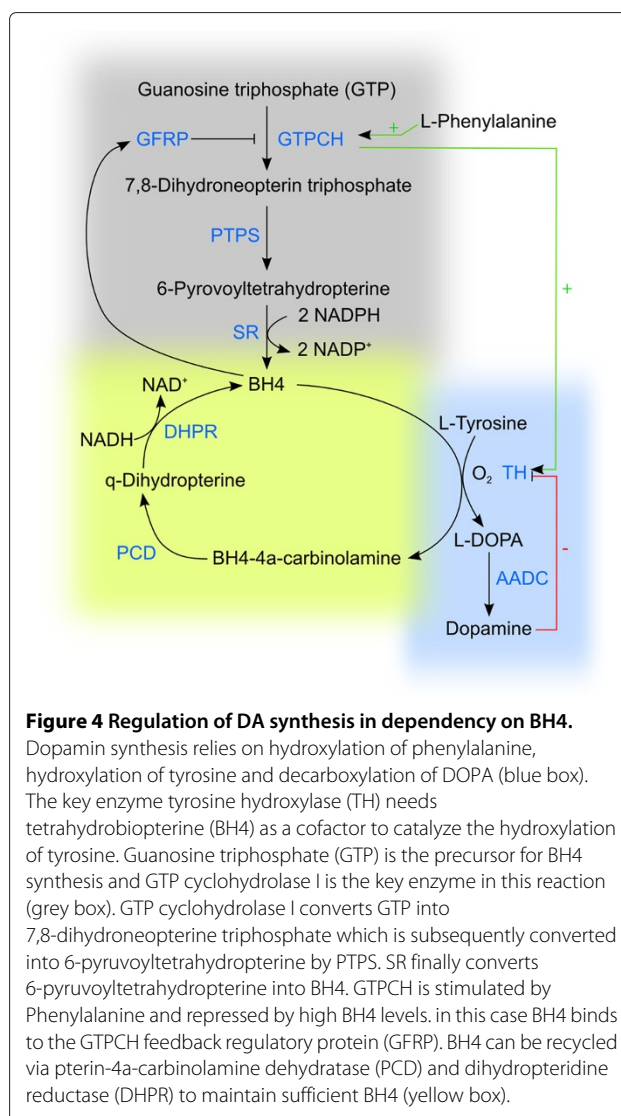 Guanosine triphosphate (GTP)
GFRP
GTPCH
+
L-Phenylalanine
7,8-Dihydroneopterin triphosphate
PTPS
+
6-Pyrovoyltetrahydropterine
2 NADPH
SR
2 NADP⁺
NAD⁺
BH4
L-Tyrosine
NADH
DHPR
O₂
TH
q-Dihydropterine
L-DOPA
PCD
BH4-4a-carbinolamine
-
AADC
Dopamine
Figure 4 Regulation of DA synthesis in dependency on BH4.
Dopamin synthesis relies on hydroxylation of phenylalanine,
hydroxylation of tyrosine and decarboxylation of DOPA (blue box).
The key enzyme tyrosine hydroxylase (TH) needs
tetrahydrobiopterine (BH4) as a cofactor to catalyze the hydroxylation
of tyrosine. Guanosine triphosphate (GTP) is the precursor for BH4
synthesis and GTP cyclohydrolase I is the key enzyme in this reaction
(grey box). GTP cyclohydrolase I converts GTP into
7,8-dihydroneopterine triphosphate which is subsequently converted
into 6-pyruvoyltetrahydropterine by PTPS. SR finally converts
6-pyruvoyltetrahydropterine into BH4. GTPCH is stimulated by
Phenylalanine and repressed by high BH4 levels. in this case BH4 binds
to the GTPCH feedback regulatory protein (GFRP). BH4 can be recycled
via pterin-4a-carbinolamine dehydratase (PCD) and dihydropteridine
reductase (DHPR) to maintain sufficient BH4 (yellow box).